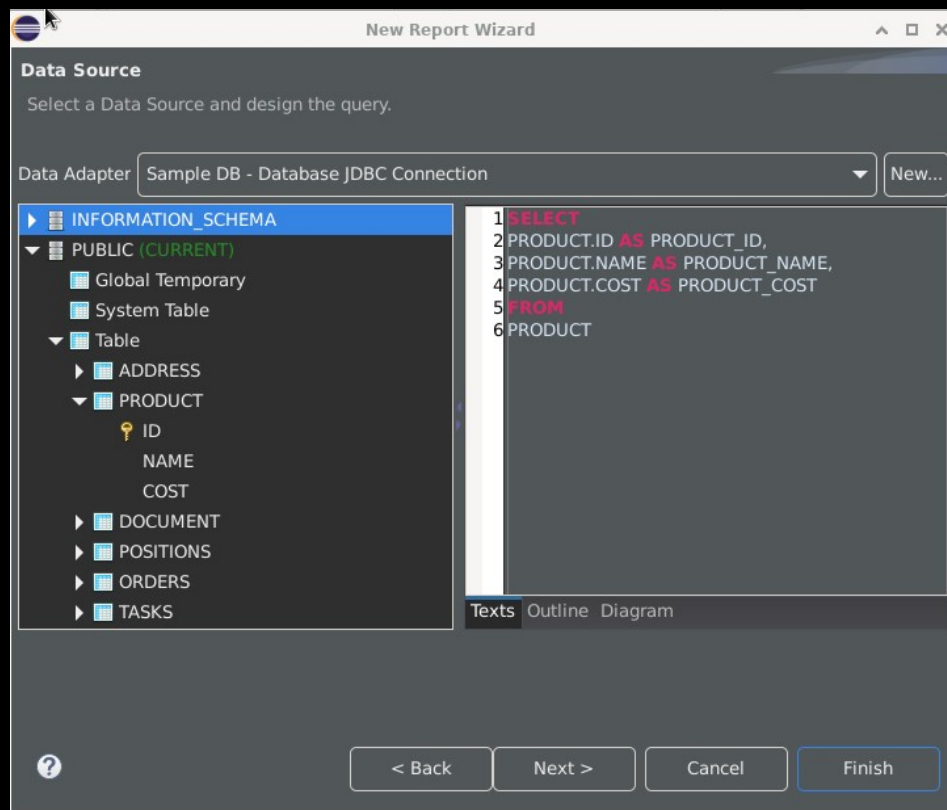 New Report Wizard
Data Source
Select a Data Source and design the query.
Data Adapter Sample DB - Database JDBC Connection New...
INFORMATION_SCHEMA
PUBLIC (CURRENT)
Global Temporary
System Table
Table
ADDRESS
PRODUCT
ID
NAME
COST
DOCUMENT
POSITIONS
ORDERS
TASKS
1 SELECT
2 PRODUCT.ID AS PRODUCT_ID,
3 PRODUCT.NAME AS PRODUCT_NAME,
4 PRODUCT.COST AS PRODUCT_COST
5 FROM
6 PRODUCT
Texts Outline Diagram
? < Back Next > Cancel Finish